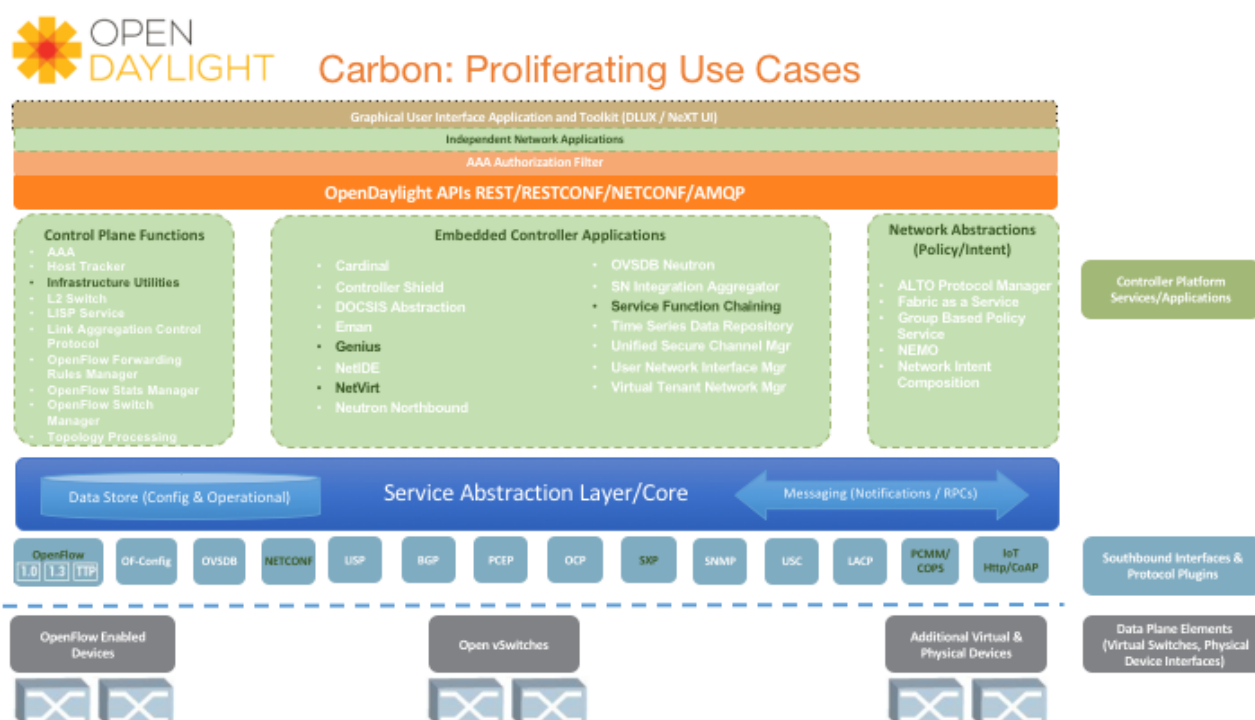 OPEN
DAYLIGHT
Carbon: Proliferating Use Cases
Graphical User Interface Application and Toolkit (DLUX / NeXT UI)
Independent Network Applications
AAA Authorization Filter
OpenDaylight APIs REST/RESTCONF/NETCONF/AMQP
Control Plane Functions
• AAA
• Host Tracker
• Infrastructure Utilities
• L2 Switch
• LISP Service
• Link Aggregation Control
Protocol
• OpenFlow Forwarding
Rules Manager
• OpenFlow Stats Manager
• OpenFlow Switch
Manager
• Topology Processing
Embedded Controller Applications
• Cardinal
• Controller Shield
• DOCSIS Abstraction
• Eman
• Genius
• NetIDE
• NetVirt
• Neutron Northbound
• OVSDB Neutron
• SN Integration Aggregator
• Service Function Chaining
• Time Series Data Repository
• Unified Secure Channel Mgr
• User Network Interface Mgr
• Virtual Tenant Network Mgr
Network Abstractions
(Policy/Intent)
• ALTO Protocol Manager
• Fabric as a Service
• Group Based Policy
Service
• NEMO
• Network Intent
Composition
Controller Platform
Services/Applications
Data Store (Config & Operational)
Service Abstraction Layer/Core
Messaging (Notifications / RPCs)
OpenFlow
1.0 1.3 TTP
OF-Config
OVSDB
NETCONF
LISP
BGP
PCEP
OCP
SXP
SNMP
USC
LACP
PCMM/
COPS
IoT
Http/CoAP
Southbound Interfaces &
Protocol Plugins
OpenFlow Enabled
Devices
Open vSwitches
Additional Virtual &
Physical Devices
Data Plane Elements
(Virtual Switches, Physical
Device Interfaces)